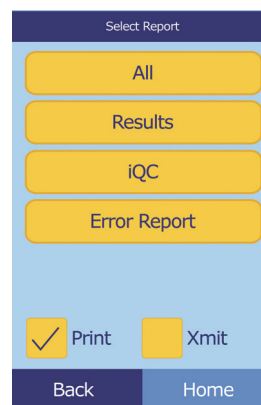 Select Report
All
Results
iQC
Error Report
Print Xmit
Back Home